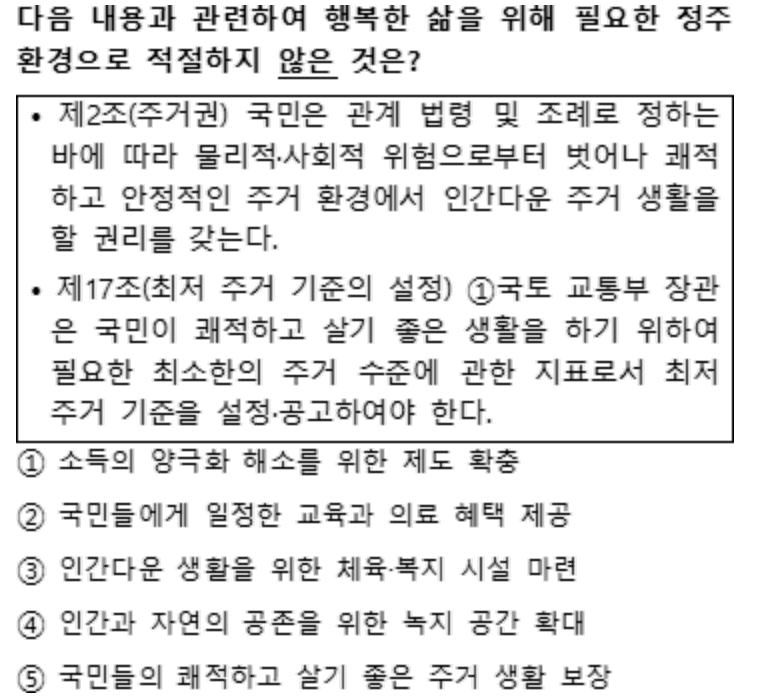 다음 내용과 관련하여 행복한 삶을 위해 필요한 정주
환경으로 적절하지 않은 것은?
• 제2조(주거권) 국민은 관계 법령 및 조례로 정하는
바에 따라 물리적·사회적 위험으로부터 벗어나 쾌적
하고 안정적인 주거 환경에서 인간다운 주거 생활을
할 권리를 갖는다.
• 제17조(최저 주거 기준의 설정) ①국토 교통부 장관
은 국민이 쾌적하고 살기 좋은 생활을 하기 위하여
필요한 최소한의 주거 수준에 관한 지표로서 최저
주거 기준을 설정·공고하여야 한다.
① 소득의 양극화 해소를 위한 제도 확충
② 국민들에게 일정한 교육과 의료 혜택 제공
③ 인간다운 생활을 위한 체육·복지 시설 마련
④ 인간과 자연의 공존을 위한 녹지 공간 확대
⑤ 국민들의 쾌적하고 살기 좋은 주거 생활 보장